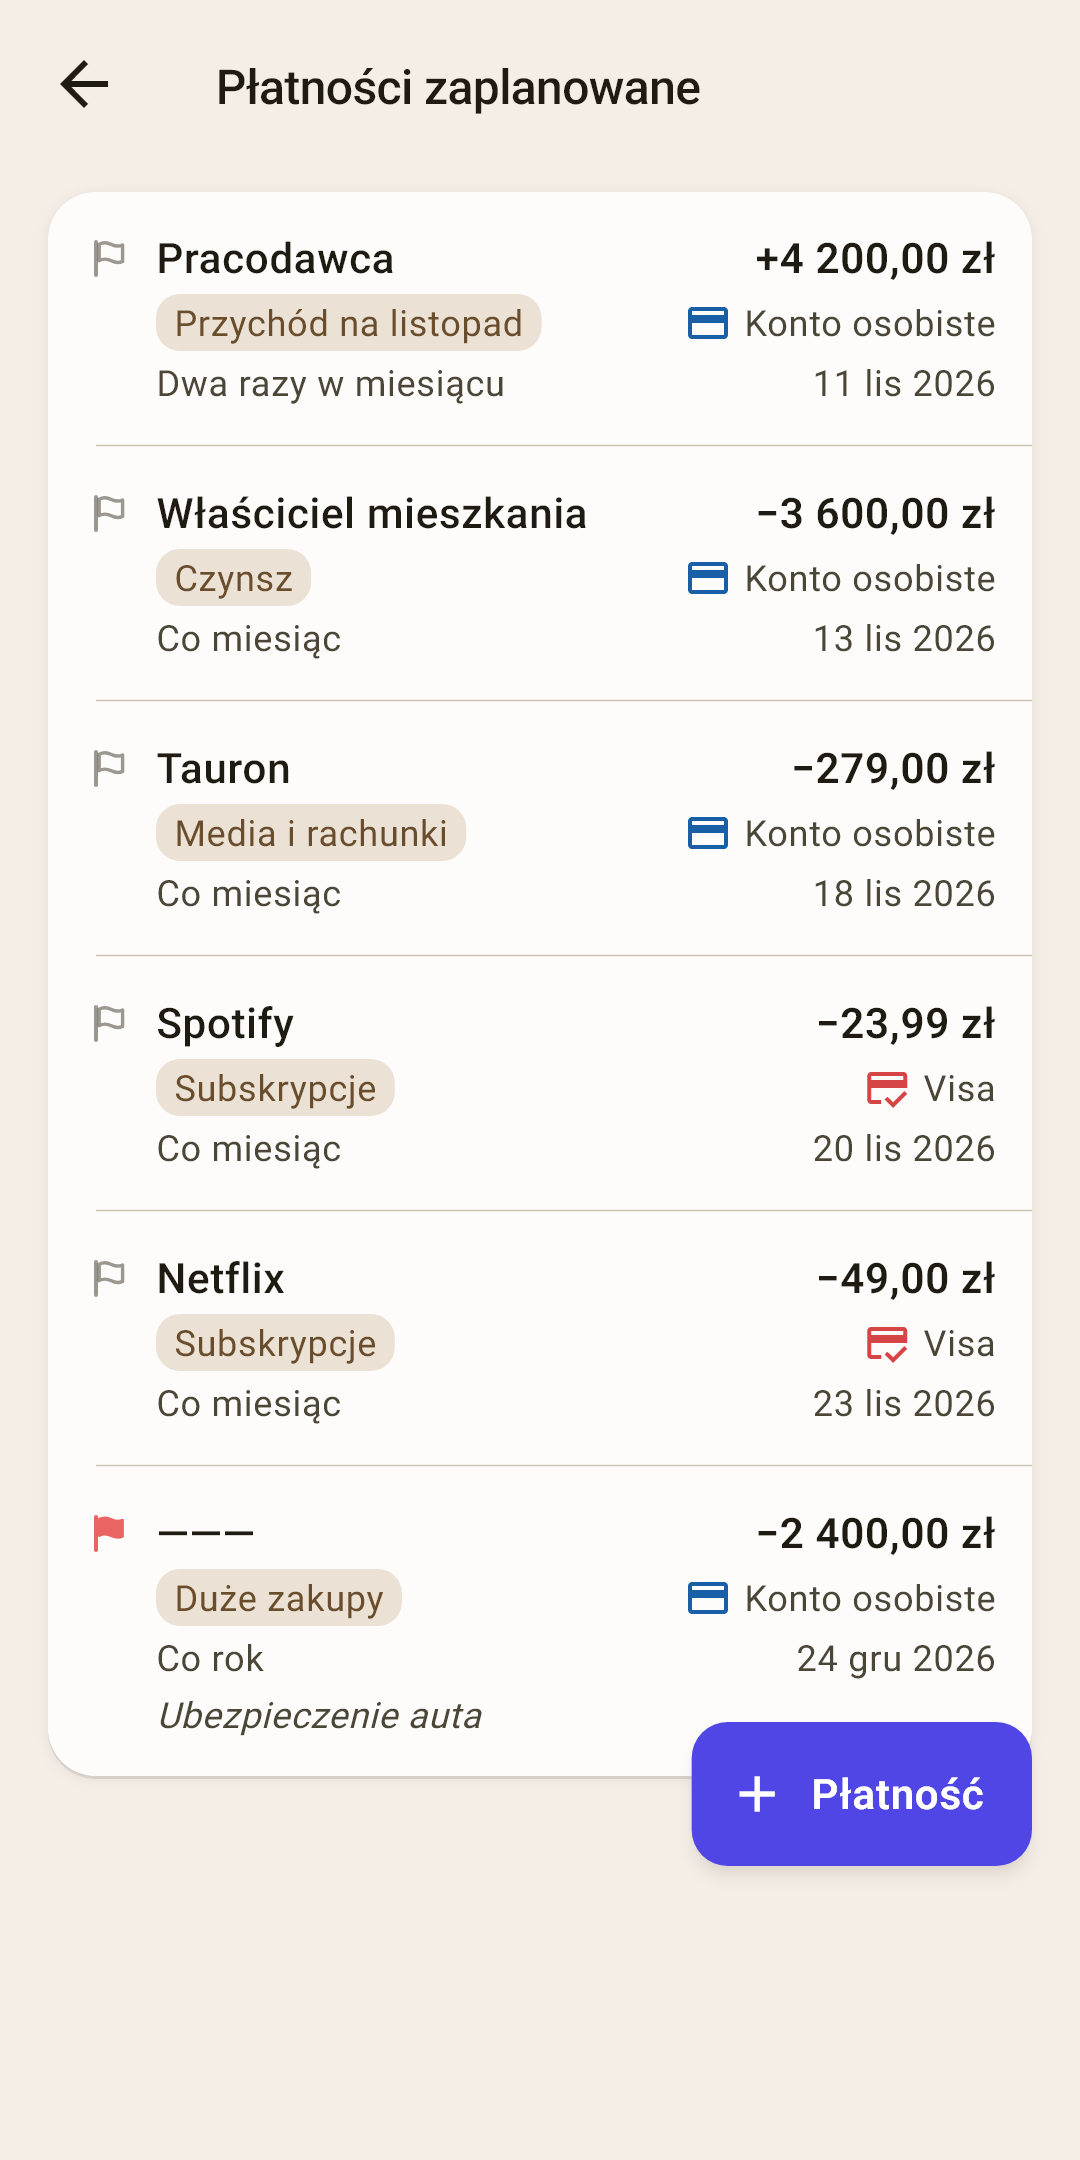 Płatności zaplanowane
Pracodawca +4 200,00 zł
Przychód na listopad Konto osobiste
Dwa razy w miesiącu 11 lis 2026
Właściciel mieszkania −3 600,00 zł
Czynsz Konto osobiste
Co miesiąc 13 lis 2026
Tauron −279,00 zł
Media i rachunki Konto osobiste
Co miesiąc 18 lis 2026
Spotify −23,99 zł
Subskrypcje Visa
Co miesiąc 20 lis 2026
Netflix −49,00 zł
Subskrypcje Visa
Co miesiąc 23 lis 2026
——— −2 400,00 zł
Duże zakupy Konto osobiste
Co rok 24 gru 2026
Ubezpieczenie auta
+ Płatność